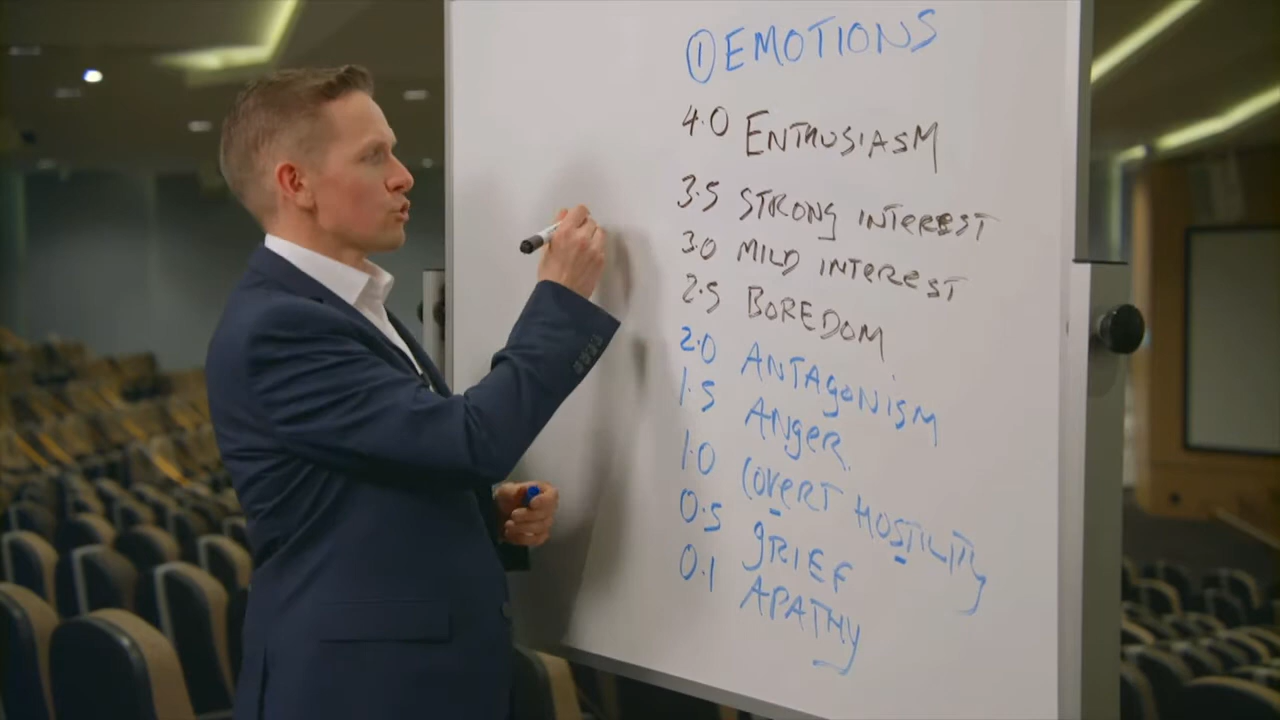 ① EMOTIONS
4.0 ENTHUSIASM
3.5 STRONG INTEREST
3.0 MILD INTEREST
2.5 BOREDOM
2.0 ANTAGONISM
1.5 ANGER
1.0 COVERT HOSTILITY
0.5 GRIEF
0.1 APATHY